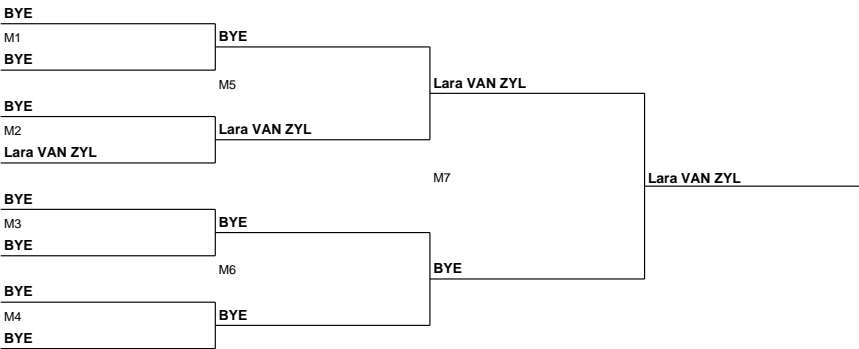 BYE
M1
BYE
BYE
M5
BYE
M2
Lara VAN ZYL
Lara VAN ZYL
Lara VAN ZYL
M7
Lara VAN ZYL
BYE
M3
BYE
BYE
M6
BYE
BYE
M4
BYE
BYE